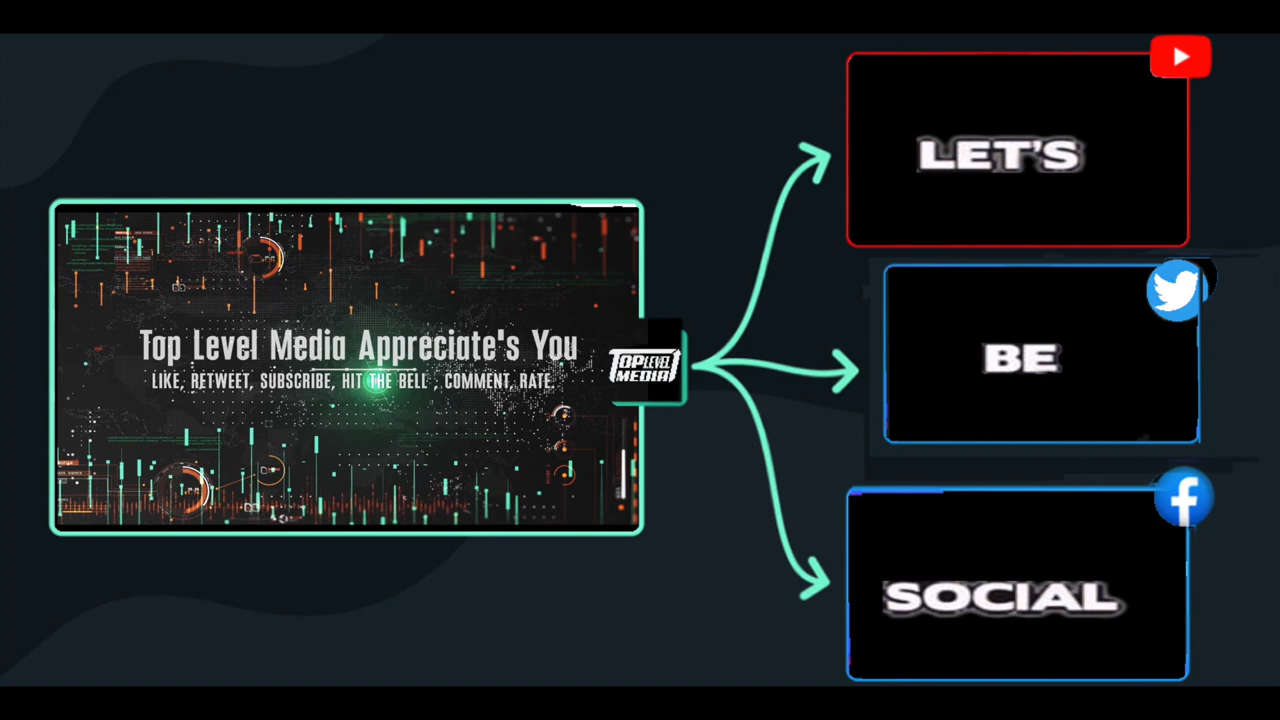 Top Level Media Appreciate's You
LIKE, RETWEET, SUBSCRIBE, HIT THE BELL , COMMENT, RATE
TOP LEVEL
MEDIA
LET'S
BE
SOCIAL